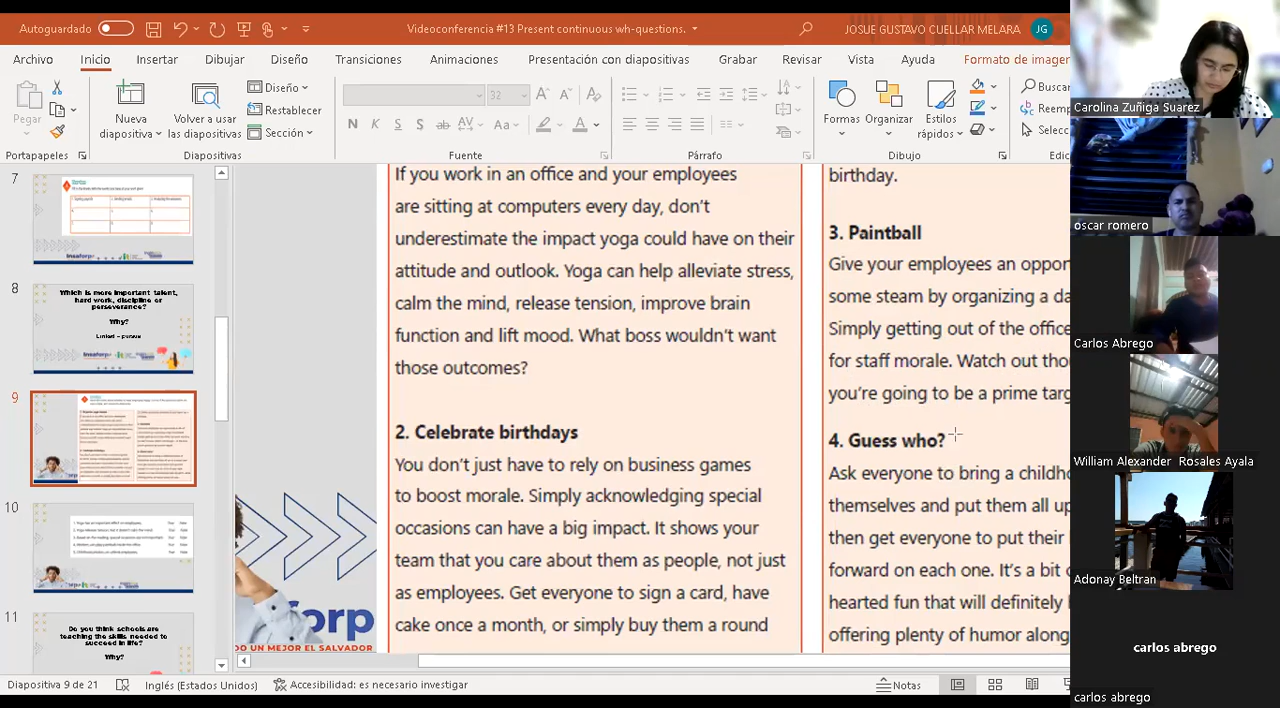 Autoguardado
Videoconferencia #13 Present continuous wh-questions.
JOSUE GUSTAVO CUELLAR MELARA
JG
Archivo
Inicio
Insertar
Dibujar
Diseño
Transiciones
Animaciones
Presentación con diapositivas
Grabar
Revisar
Vista
Ayuda
Formato de imagen
Pegar
Nueva
diapositiva
Volver a usar
las diapositivas
Diseño
Restablecer
Sección
32
Formas
Organizar
Estilos
rápidos
Buscar
Reemp
Selecc
Portapapeles
Diapositivas
Fuente
Párrafo
Dibujo
Edic
7
8
Which is more important talent,
hard work, discipline or
perseverance?
Why?
9
10
11
Do you think schools are
teaching the skills needed to
succeed in life?
Why?
If you work in an office and your employees
are sitting at computers every day, don't
underestimate the impact yoga could have on their
attitude and outlook. Yoga can help alleviate stress,
calm the mind, release tension, improve brain
function and lift mood. What boss wouldn't want
those outcomes?
2. Celebrate birthdays
You don't just have to rely on business games
to boost morale. Simply acknowledging special
occasions can have a big impact. It shows your
team that you care about them as people, not just
as employees. Get everyone to sign a card, have
cake once a month, or simply buy them a round
birthday.
3. Paintball
Give your employees an oppor
some steam by organizing a da
Simply getting out of the office
for staff morale. Watch out tho
you're going to be a prime targ
4. Guess who?
Ask everyone to bring a childho
themselves and put them all up
then get everyone to put their
forward on each one. It's a bit o
hearted fun that will definitely
offering plenty of humor along
forp
DO UN MEJOR EL SALVADOR
Diapositiva 9 de 21
Inglés (Estados Unidos)
Accesibilidad: es necesario investigar
Notas
Carolina Zuñiga Suarez
oscar romero
Carlos Abrego
William Alexander Rosales Ayala
Adonay Beltran
carlos abrego
carlos abrego